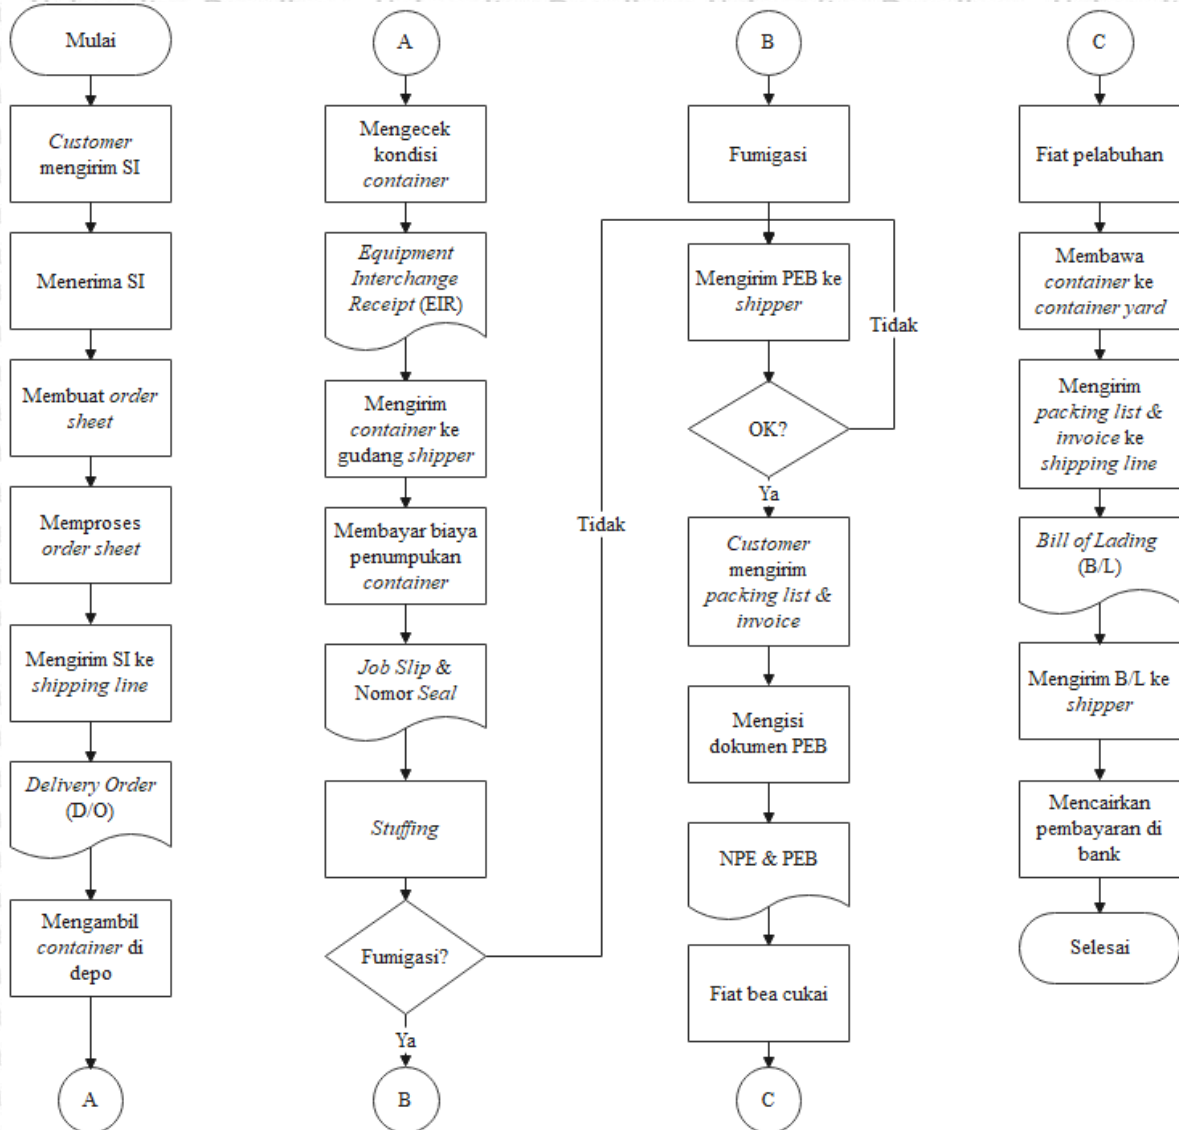 Mulai
Customer
mengirim SI
Menerima SI
Membuat order
sheet
Memproses
order sheet
Mengirim SI ke
shipping line
Delivery Order
(D/O)
Mengambil
container di
depo
A
A
Mengecek
kondisi
container
Equipment
Interchange
Receipt (EIR)
Mengirim
container ke
gudang shipper
Membayar biaya
penumpukan
container
Job Slip &
Nomor Seal
Stuffing
Fumigasi?
Tidak
Ya
B
B
Fumigasi
Mengirim PEB ke
shipper
OK?
Tidak
Ya
Customer
mengirim
packing list &
invoice
Mengisi
dokumen PEB
NPE & PEB
Fiat bea cukai
C
C
Fiat pelabuhan
Membawa
container ke
container yard
Mengirim
packing list &
invoice ke
shipping line
Bill of Lading
(B/L)
Mengirim B/L ke
shipper
Mencairkan
pembayaran di
bank
Selesai